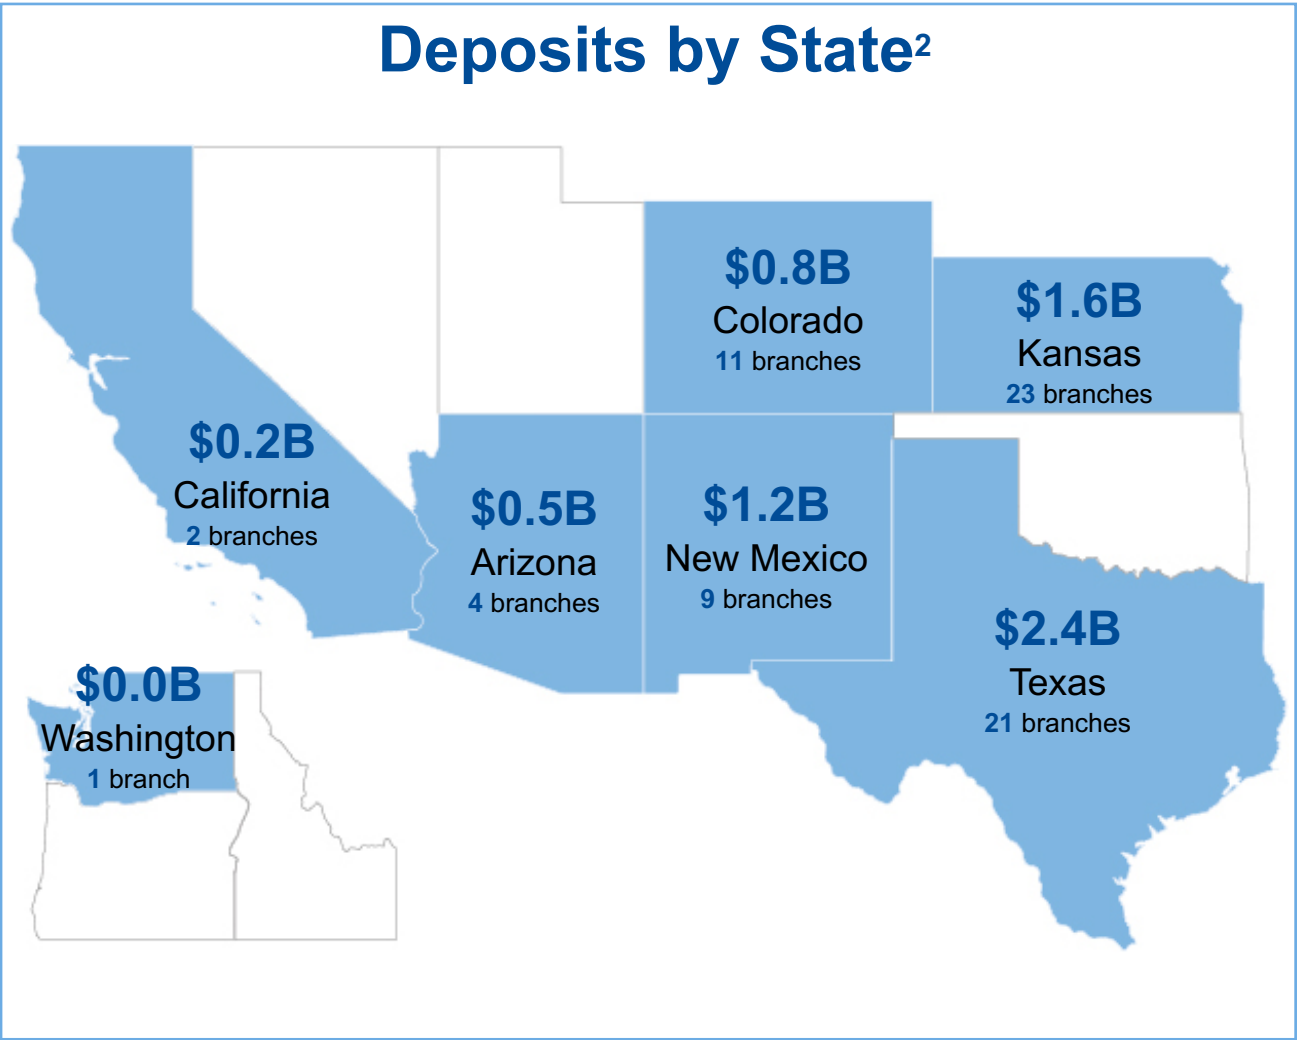 Deposits by State2
$0.8B
Colorado
11 branches
$1.6B
Kansas
23 branches
$0.2B
California
2 branches
$0.5B
Arizona
4 branches
$1.2B
New Mexico
9 branches
$2.4B
Texas
21 branches
$0.0B
Washington
1 branch